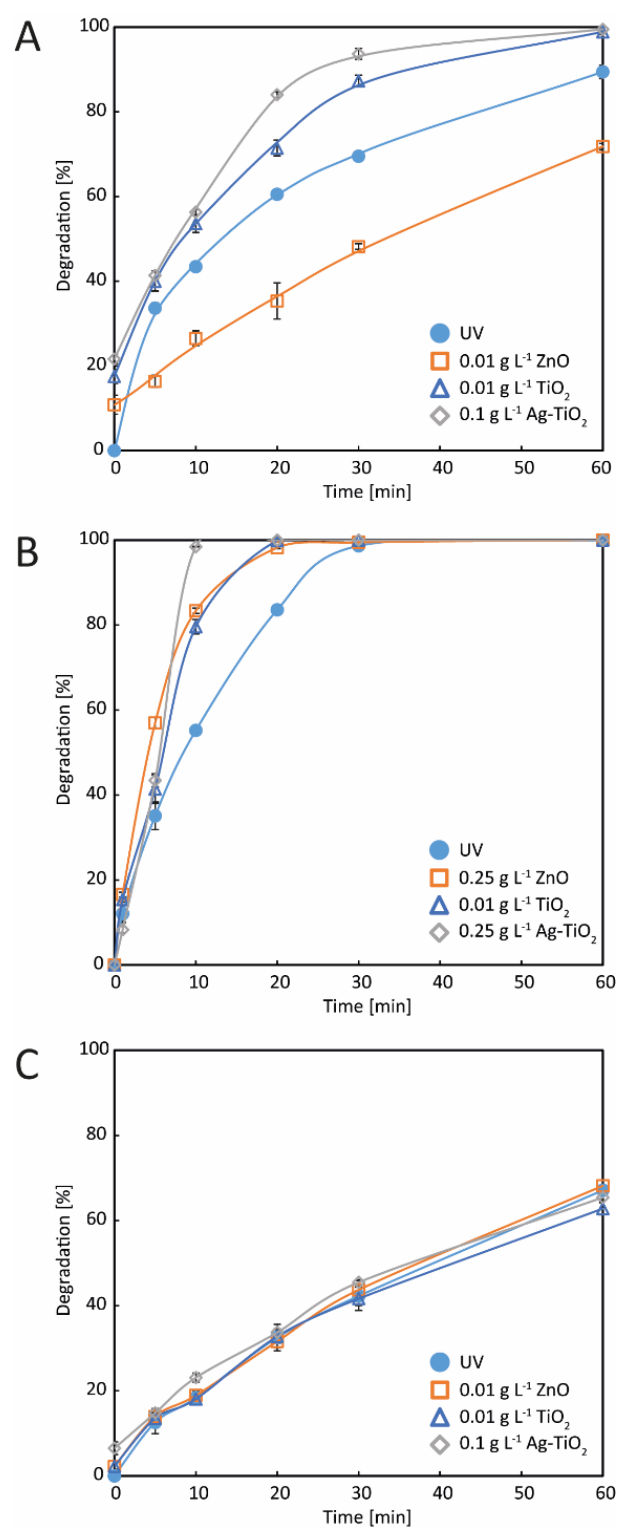 A
100
80
60
40
20
0
Degradation [%]
UV
0.01 g L⁻¹ ZnO
0.01 g L⁻¹ TiO₂
0.1 g L⁻¹ Ag-TiO₂
0 10 20 30 40 50 60
Time [min]
B
100
80
60
40
20
0
Degradation [%]
UV
0.25 g L⁻¹ ZnO
0.01 g L⁻¹ TiO₂
0.25 g L⁻¹ Ag-TiO₂
0 10 20 30 40 50 60
Time [min]
C
100
80
60
40
20
0
Degradation [%]
UV
0.01 g L⁻¹ ZnO
0.01 g L⁻¹ TiO₂
0.1 g L⁻¹ Ag-TiO₂
0 10 20 30 40 50 60
Time [min]